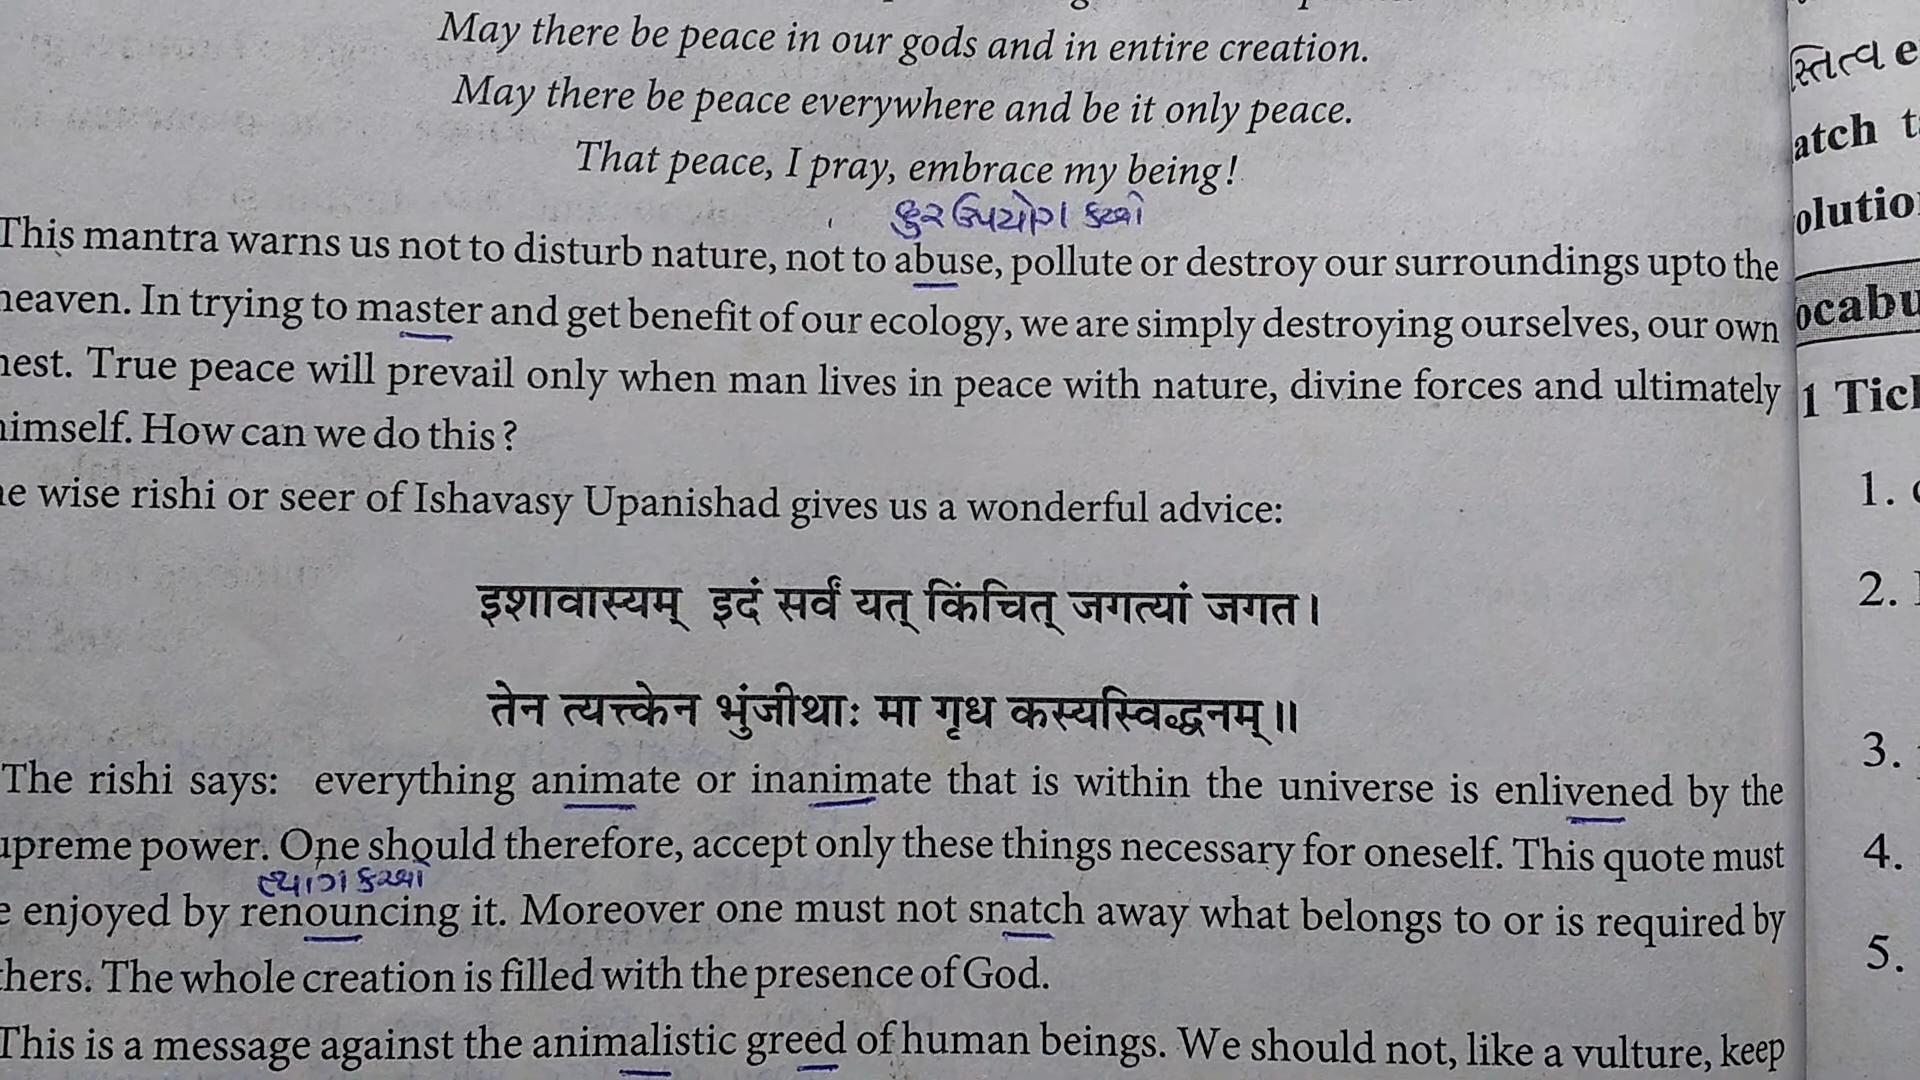 May there be peace in our gods and in entire creation.
May there be peace everywhere and be it only peace.
That peace, I pray, embrace my being!
This mantra warns us not to disturb nature, not to abuse, pollute or destroy our surroundings upto the
heaven. In trying to master and get benefit of our ecology, we are simply destroying ourselves, our own
nest. True peace will prevail only when man lives in peace with nature, divine forces and ultimately
himself. How can we do this?
he wise rishi or seer of Ishavasy Upanishad gives us a wonderful advice:
इशावास्यम् इदं सर्वं यत् किंचित् जगत्यां जगत।
तेन त्यत्त्केन भुंजीथाः मा गृध कस्यस्विद्धनम्॥
The rishi says: everything animate or inanimate that is within the universe is enlivened by the
upreme power. One should therefore, accept only these things necessary for oneself. This quote must
ત્યાગ કરવો
e enjoyed by renouncing it. Moreover one must not snatch away what belongs to or is required by
thers. The whole creation is filled with the presence of God.
This is a message against the animalistic greed of human beings. We should not, like a vulture, keep
સ્તિત્વ e
atch t
olutio
ocabu
1 Tick
1.
2.
3.
4.
5.